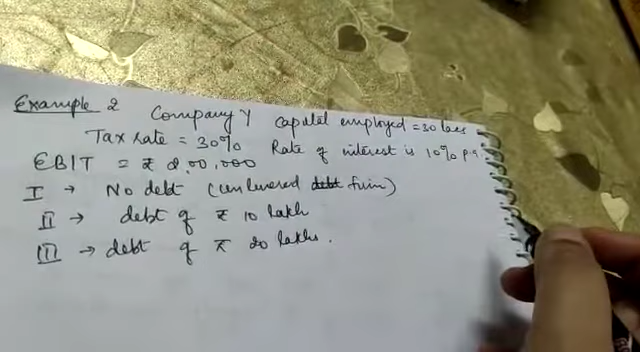 Example 2 Company Y Capital employed = 30 lacs
Tax rate = 30% Rate of interest is 10% p.a.
EBIT = ₹ 2,00,000
I → No debt (unlevered debt firm)
II → debt of ₹ 10 lakh
III → debt of ₹ 20 lakhs.